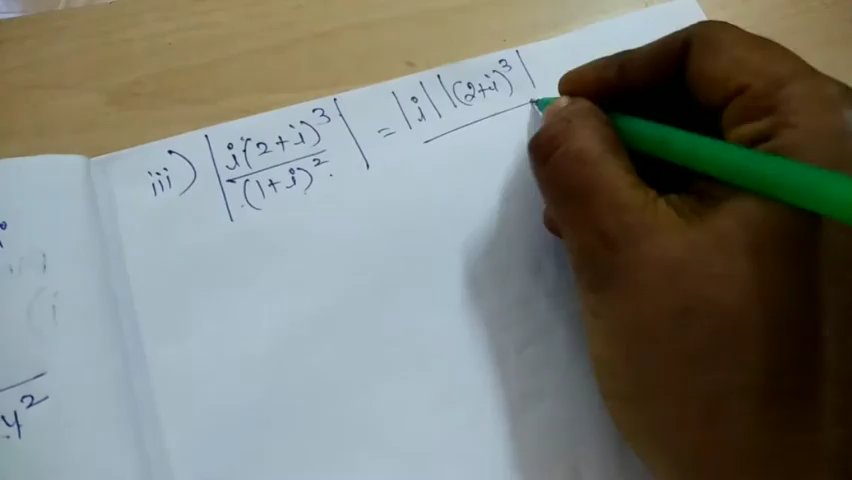 iii) |i(2+i)³/(1+i)²| = |i||(2+i)³|
i
y²